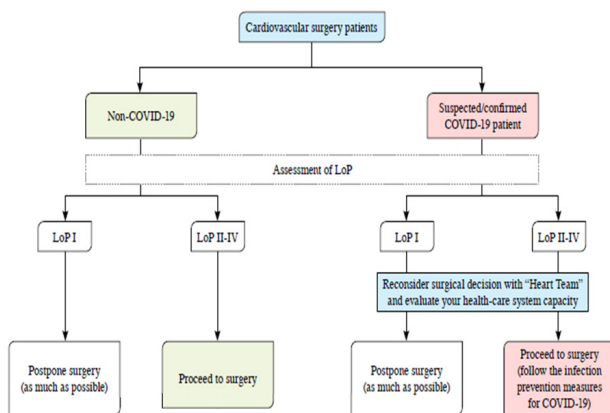 Cardiovascular surgery patients
Non-COVID-19
Suspected/confirmed
COVID-19 patient
Assessment of LoP
LoP I
LoP II-IV
LoP I
LoP II-IV
Reconsider surgical decision with “Heart Team”
and evaluate your health-care system capacity
Postpone surgery
(as much as possible)
Proceed to surgery
Postpone surgery
(as much as possible)
Proceed to surgery
(follow the infection
prevention measures
for COVID-19)